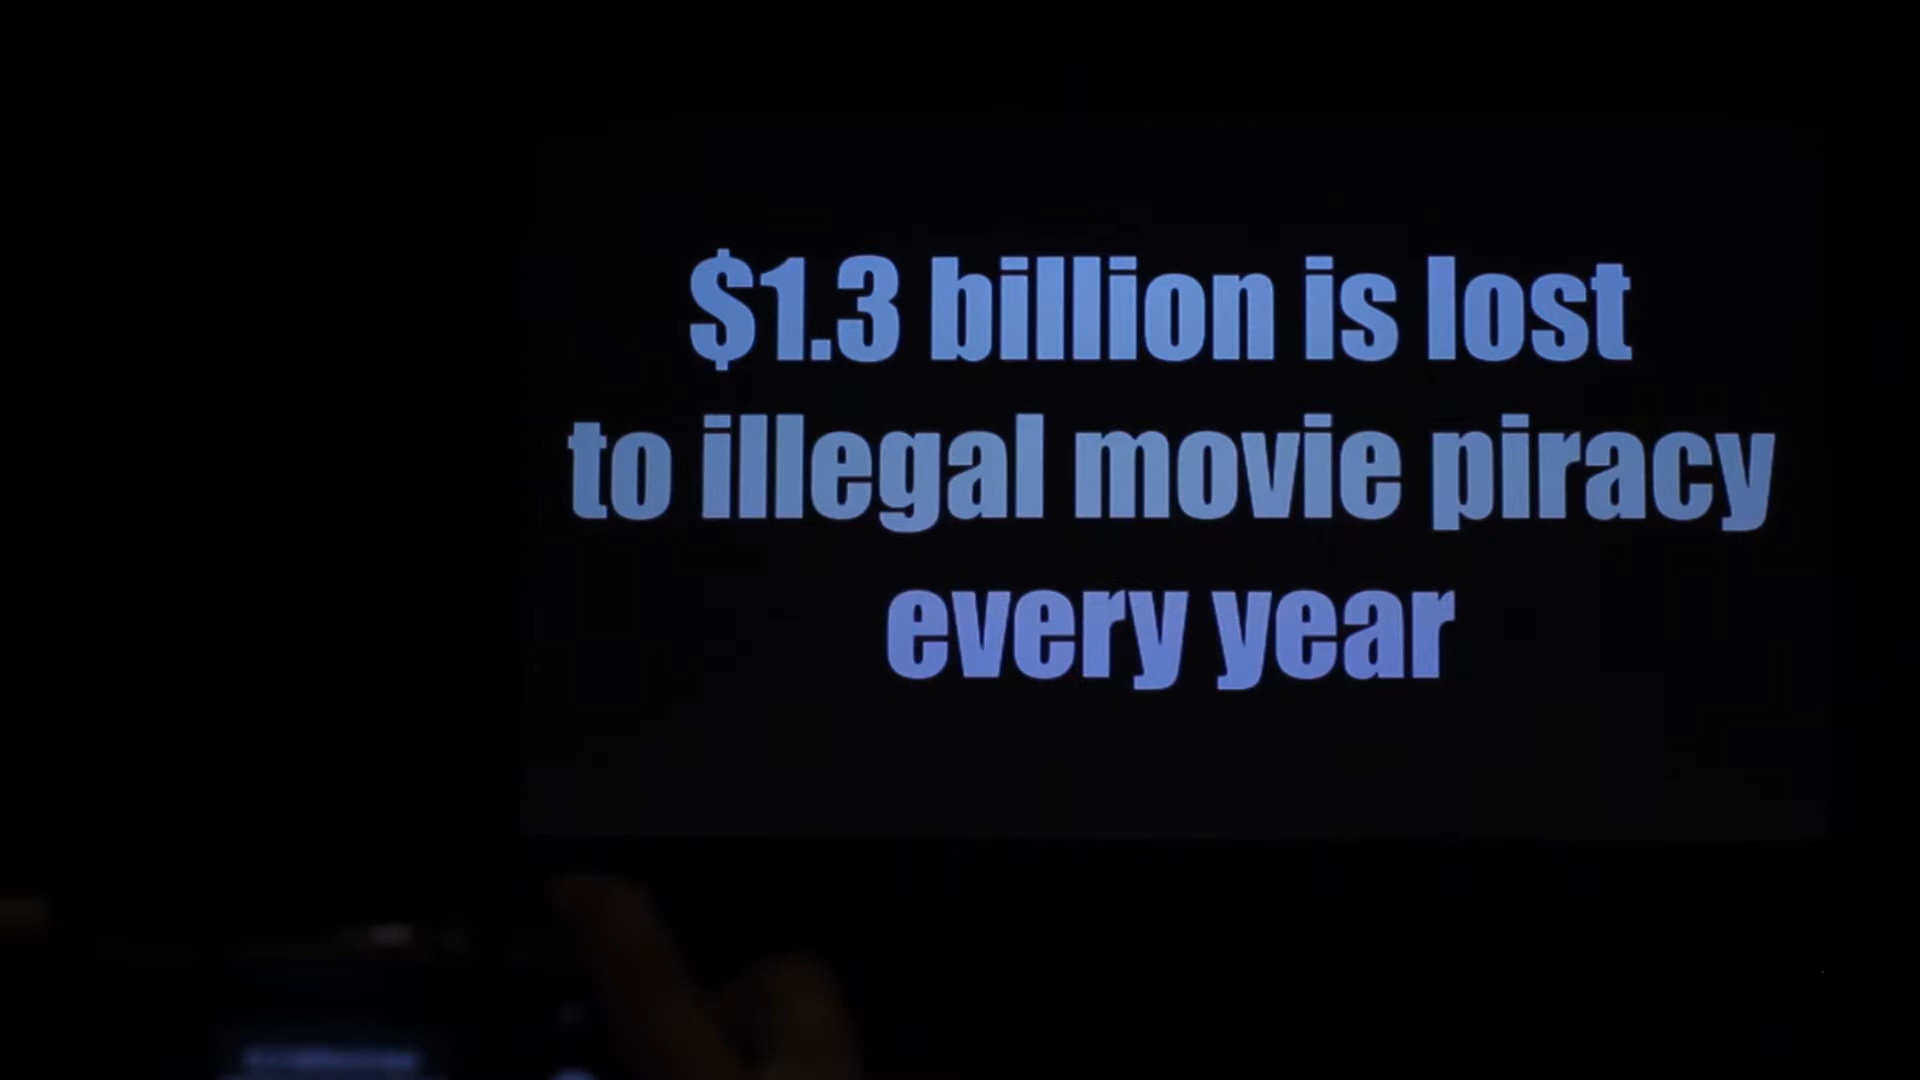 $1.3 billion is lost
to illegal movie piracy
every year